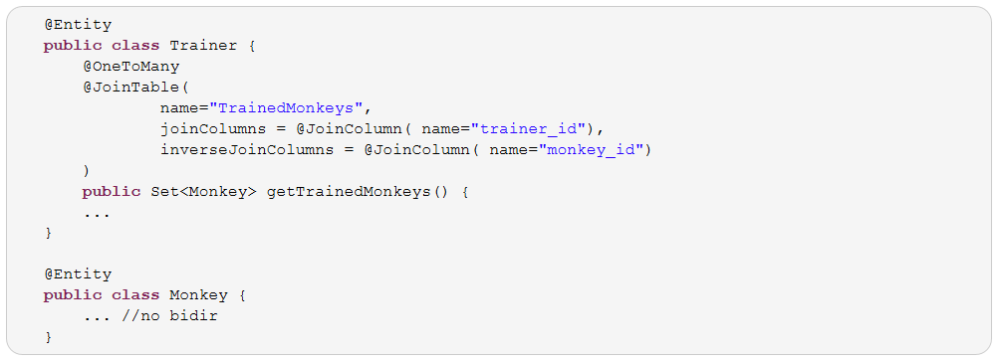 @Entity
public class Trainer {
    @OneToMany
    @JoinTable(
            name="TrainedMonkeys",
            joinColumns = @JoinColumn( name="trainer_id"),
            inverseJoinColumns = @JoinColumn( name="monkey_id")
    )
    public Set<Monkey> getTrainedMonkeys() {
    ...
}

@Entity
public class Monkey {
    ... //no bidir
}